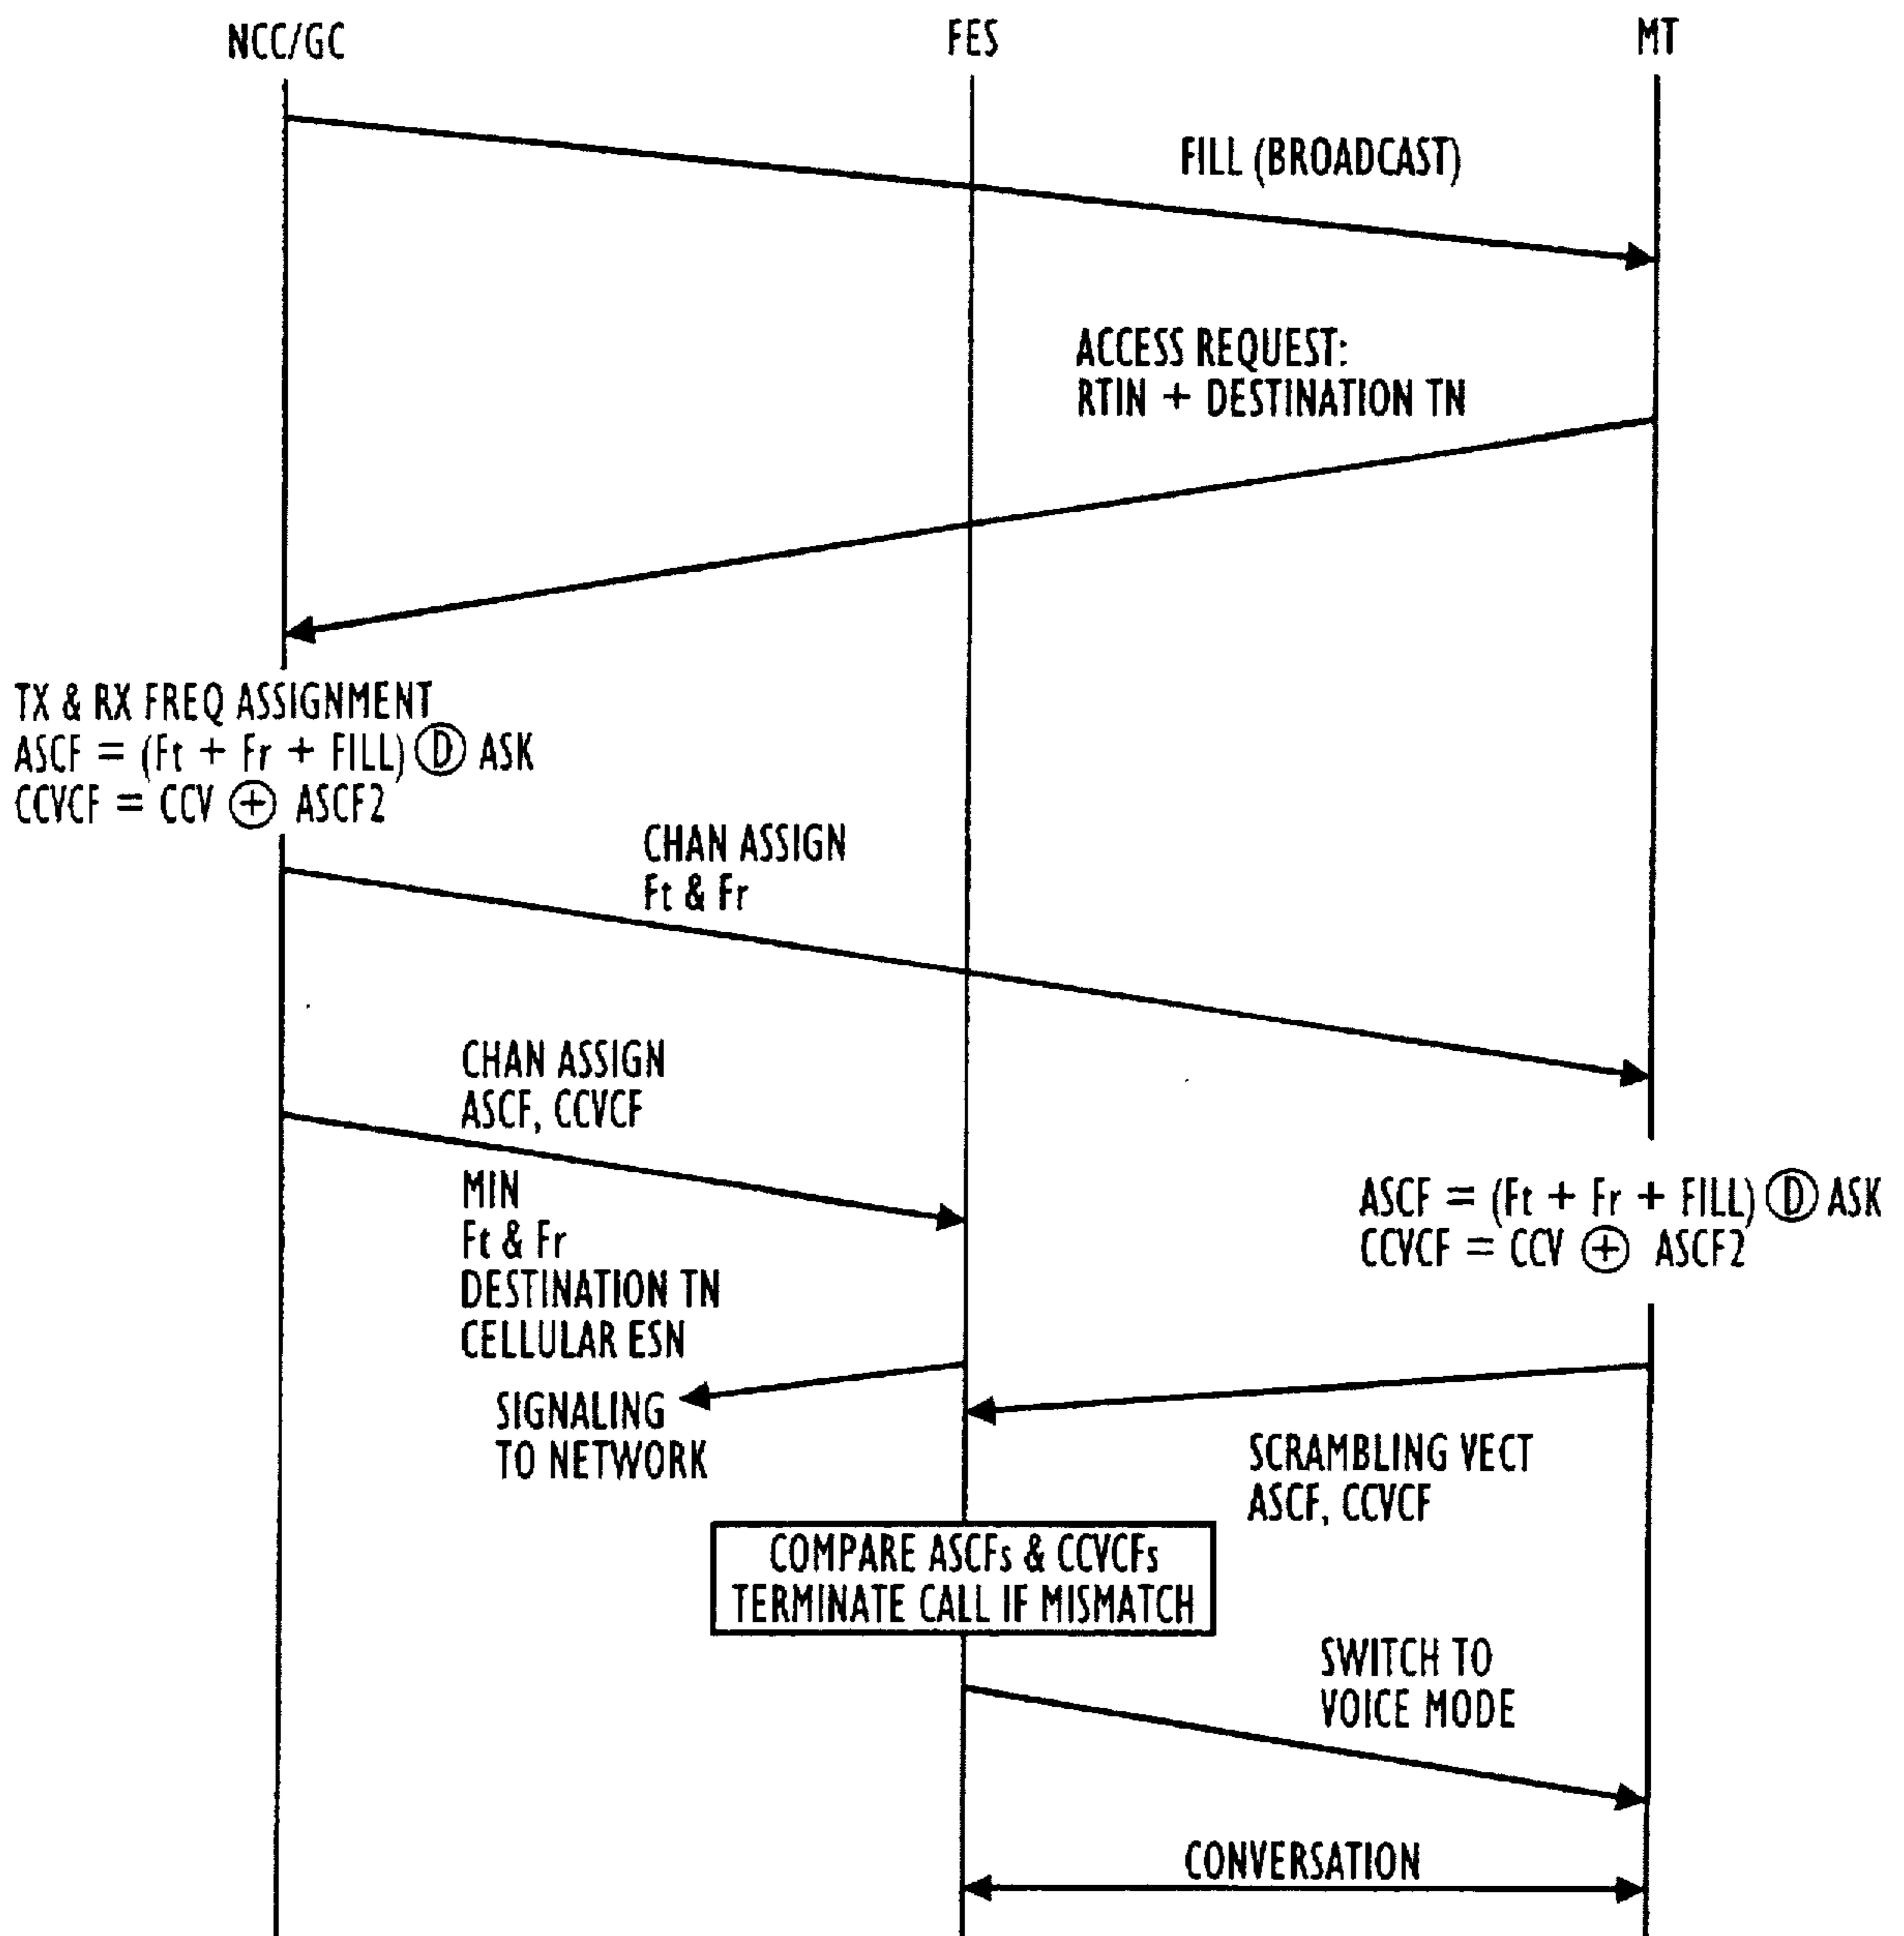 NCC/GC
FES
MT
FILL (BROADCAST)
ACCESS REQUEST:
RTIN + DESTINATION TN
TX & RX FREQ ASSIGNMENT
ASCF = (Ft + Fr + FILL) Ⓓ ASK
CCVCF = CCV ⊕ ASCF2
CHAN ASSIGN
Ft & Fr
CHAN ASSIGN
ASCF, CCVCF
MIN
Ft & Fr
DESTINATION TN
CELLULAR ESN
ASCF = (Ft + Fr + FILL) Ⓓ ASK
CCVCF = CCV ⊕ ASCF2
SIGNALING
TO NETWORK
SCRAMBLING VECT
ASCF, CCVCF
COMPARE ASCFs & CCVCFs
TERMINATE CALL IF MISMATCH
SWITCH TO
VOICE MODE
CONVERSATION